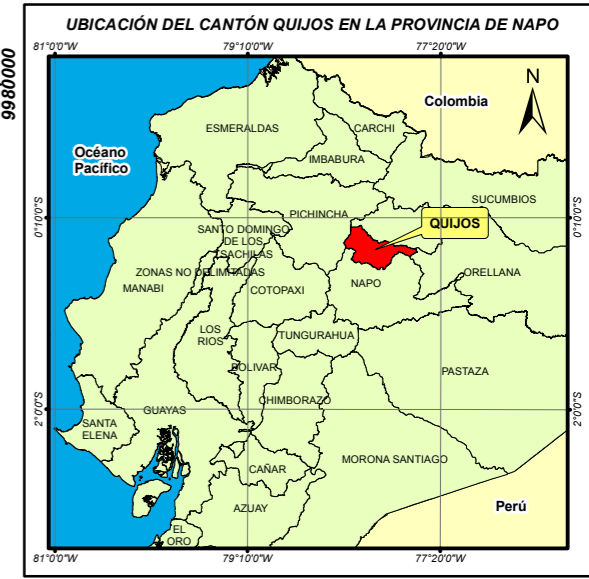 UBICACIÓN DEL CANTÓN QUIJOS EN LA PROVINCIA DE NAPO
9980000
81°0'0"W
79°10'0"W
77°20'0"W
N
Colombia
ESMERALDAS
CARCHI
IMBABURA
Océano
Pacífico
SUCUMBIOS
0°10'0"S
0°10'0"S
PICHINCHA
QUIJOS
SANTO DOMINGO
DE LOS
TSACHILAS
ZONAS NO DELIMITADAS
ORELLANA
MANABI
COTOPAXI
NAPO
LOS
RIOS
TUNGURAHUA
BOLIVAR
PASTAZA
CHIMBORAZO
GUAYAS
2°0'0"S
2°0'0"S
SANTA
ELENA
MORONA SANTIAGO
CAÑAR
AZUAY
Perú
EL
ORO
81°0'0"W
79°10'0"W
77°20'0"W